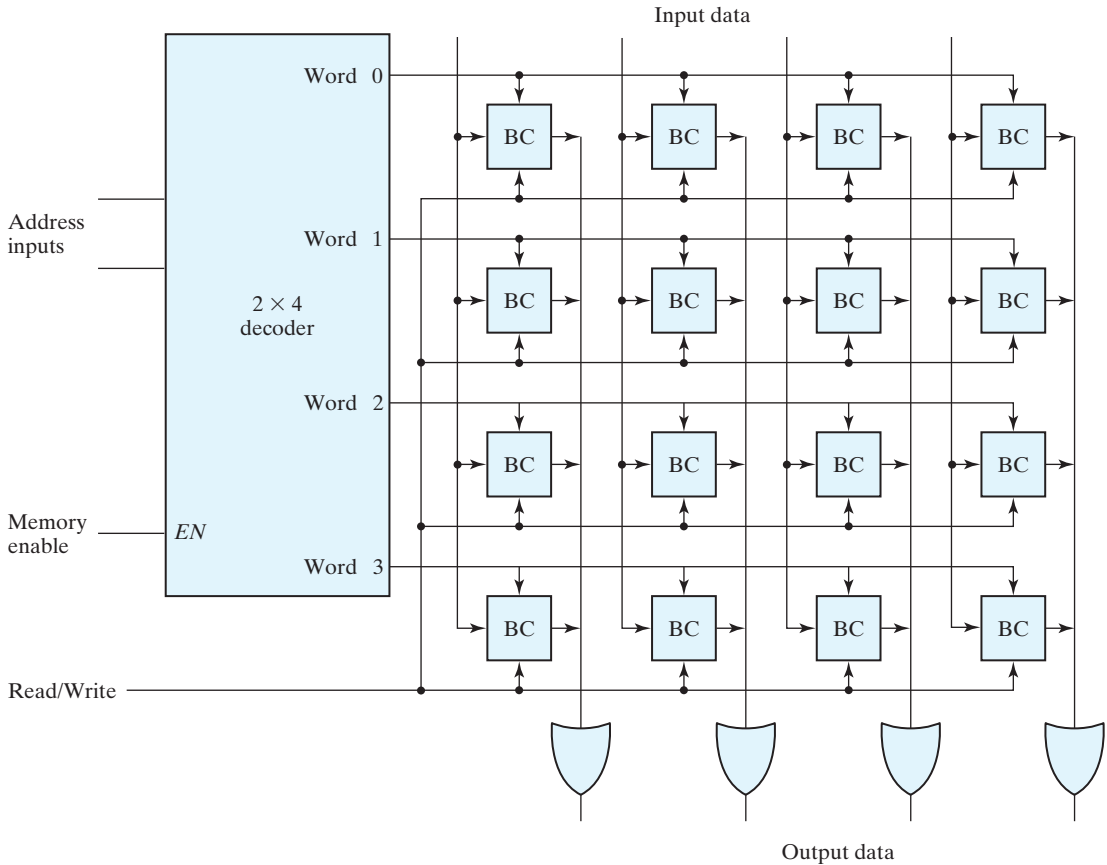 Input data
Word 0
BC BC BC BC
Address
inputs
Word 1
BC BC BC BC
2 × 4
decoder
Word 2
BC BC BC BC
Memory
enable
EN
Word 3
BC BC BC BC
Read/Write
Output data